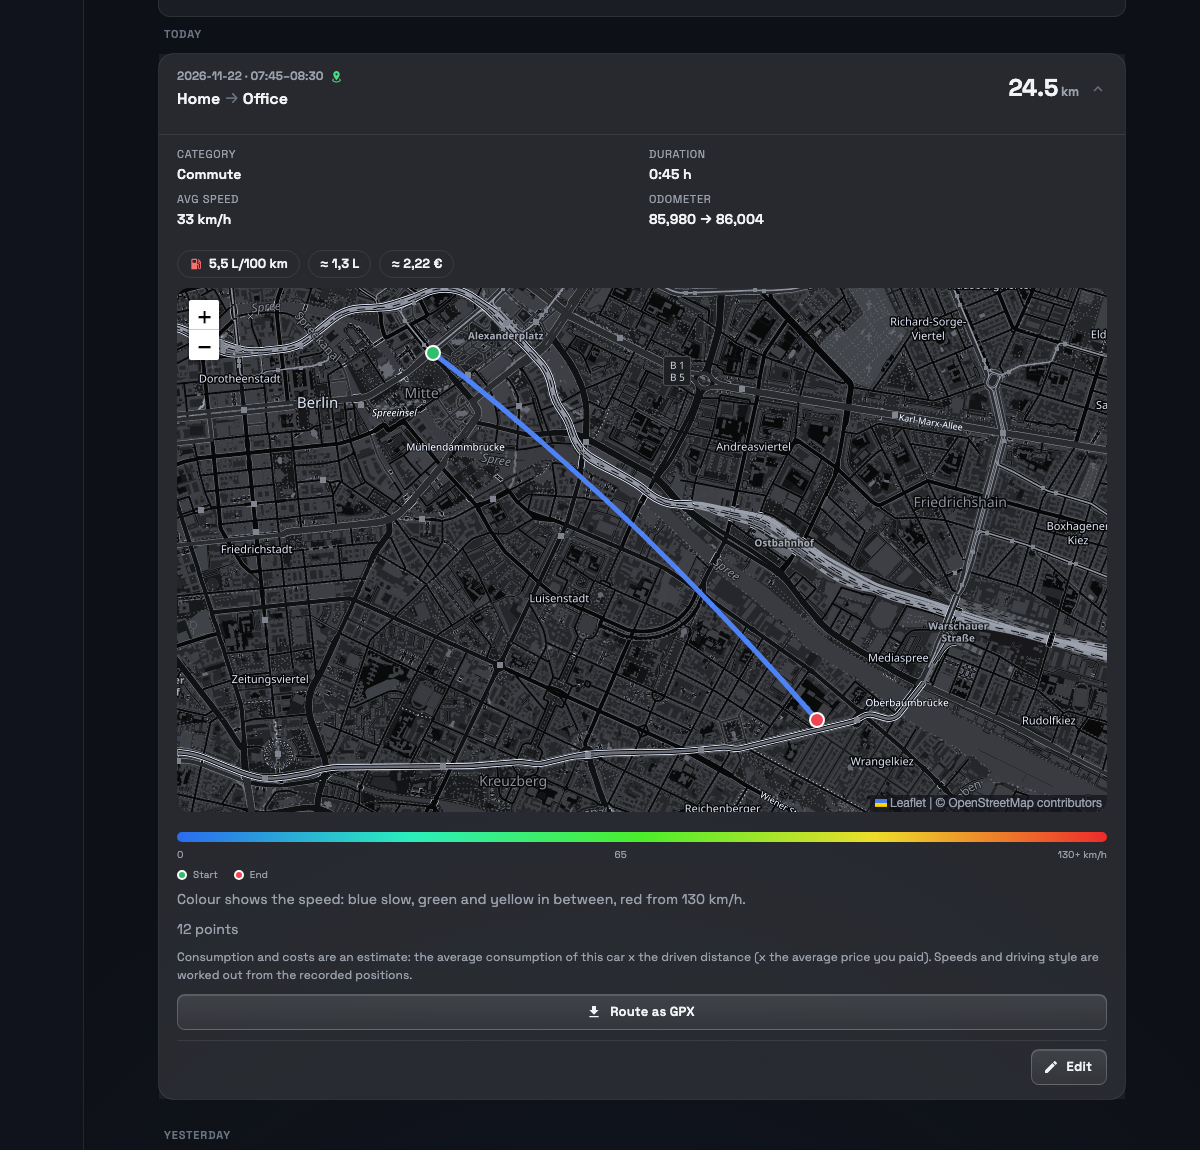 TODAY
2026-11-22 · 07:45–08:30
Home → Office
24.5 km
CATEGORY
Commute
DURATION
0:45 h
AVG SPEED
33 km/h
ODOMETER
85,980 → 86,004
5,5 L/100 km
≈ 1,3 L
≈ 2,22 €
+
−
Spree
Alexanderplatz
Richard-Sorge-
Viertel
B 1
B 5
Dorotheenstadt
Berlin
Mitte
Spreeinsel
Karl-Marx-Allee
Mühlendammbrücke
Spree
Andreasviertel
Friedrichshain
Boxhagener
Kiez
Friedrichstadt
Ostbahnhof
Spree
Luisenstadt
Warschauer
Straße
Mediaspree
Zeitungsviertel
Oberbaumbrücke
Rudolfkiez
Wrangelkiez
Kreuzberg
Reichenberger
Leaflet | © OpenStreetMap contributors
0
65
130+ km/h
Start
End
Colour shows the speed: blue slow, green and yellow in between, red from 130 km/h.
12 points
Consumption and costs are an estimate: the average consumption of this car x the driven distance (x the average price you paid). Speeds and driving style are
worked out from the recorded positions.
Route as GPX
Edit
YESTERDAY